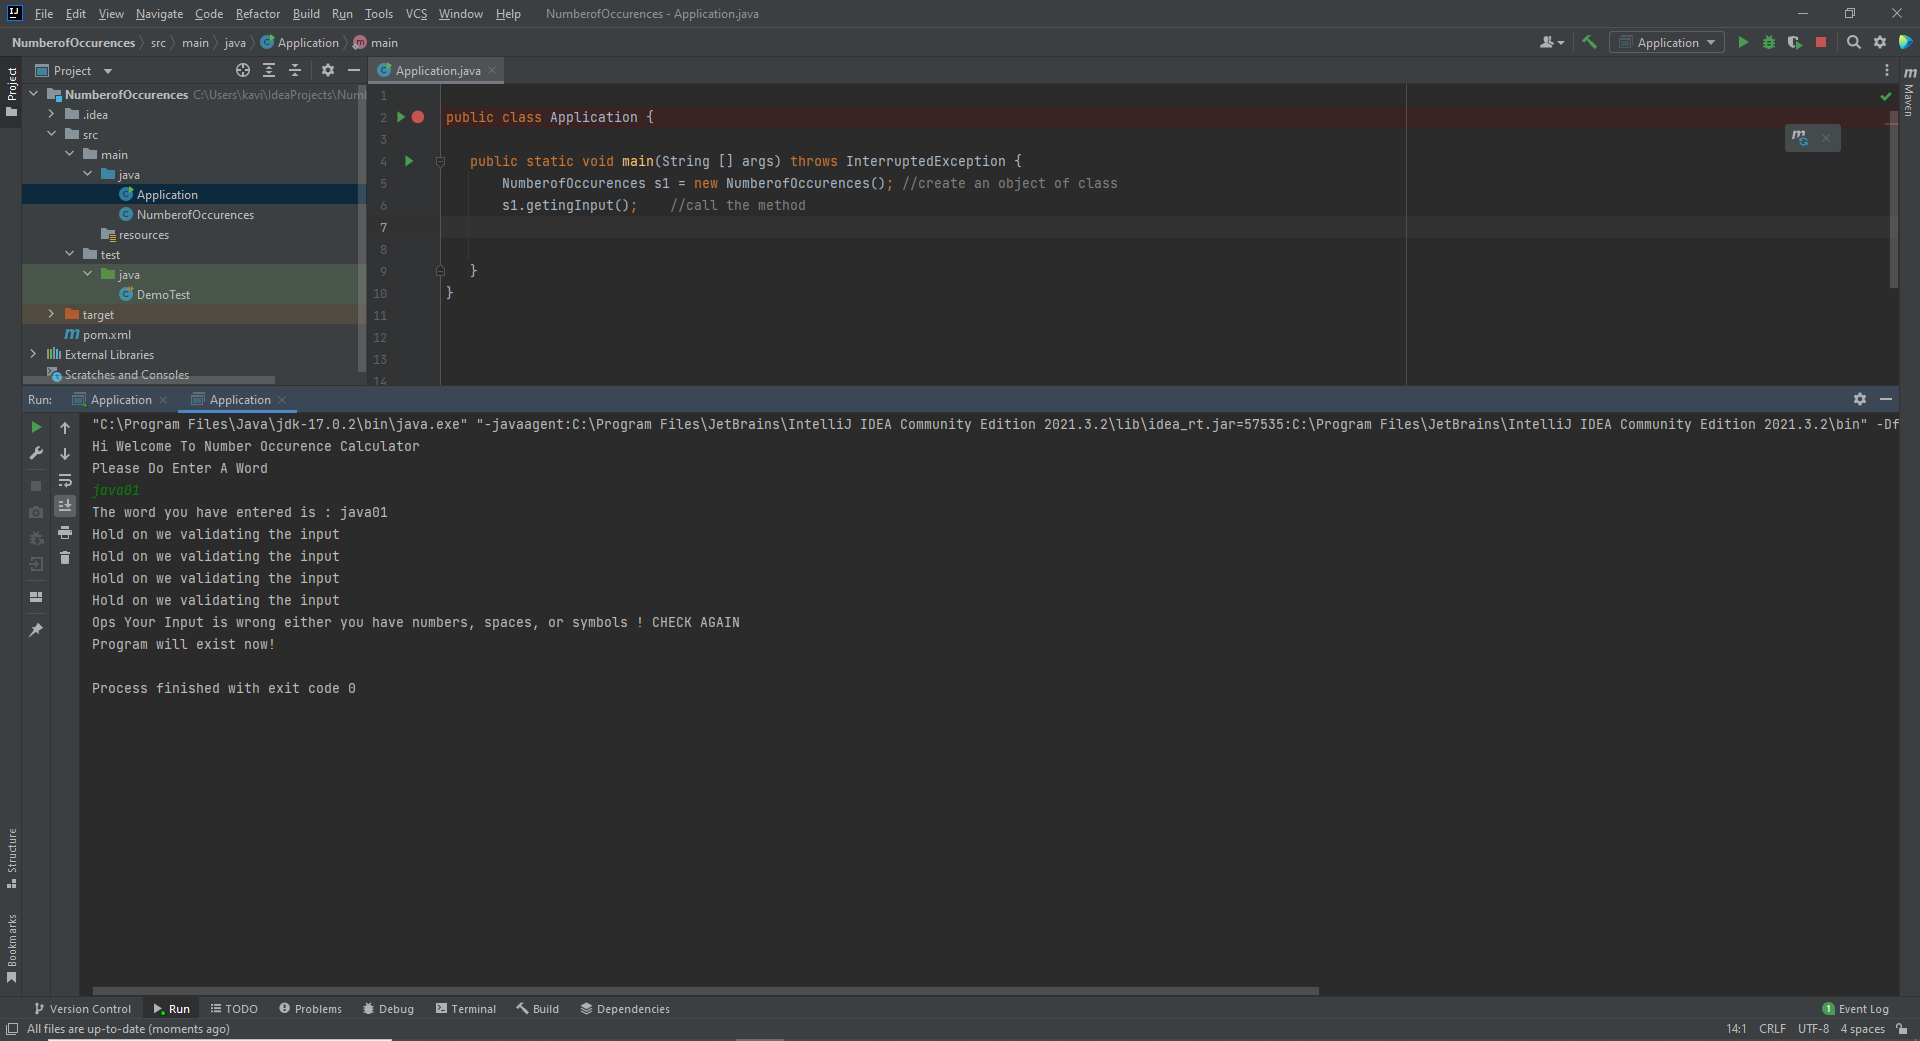 File Edit View Navigate Code Refactor Build Run Tools VCS Window Help NumberofOccurences - Application.java
NumberofOccurences src main java Application main
Application
Project
Application.java
Project
Maven
NumberofOccurences C:\Users\kavi\IdeaProjects\Num
.idea
src
main
java
Application
NumberofOccurences
resources
test
java
DemoTest
target
pom.xml
External Libraries
Scratches and Consoles
1
2 public class Application {
3
4 public static void main(String [] args) throws InterruptedException {
5 NumberofOccurences s1 = new NumberofOccurences(); //create an object of class
6 s1.getingInput(); //call the method
7
8
9 }
10 }
11
12
13
14
Run: Application Application
"C:\Program Files\Java\jdk-17.0.2\bin\java.exe" "-javaagent:C:\Program Files\JetBrains\IntelliJ IDEA Community Edition 2021.3.2\lib\idea_rt.jar=57535:C:\Program Files\JetBrains\IntelliJ IDEA Community Edition 2021.3.2\bin" -Df
Hi Welcome To Number Occurence Calculator
Please Do Enter A Word
java01
The word you have entered is : java01
Hold on we validating the input
Hold on we validating the input
Hold on we validating the input
Hold on we validating the input
Ops Your Input is wrong either you have numbers, spaces, or symbols ! CHECK AGAIN
Program will exist now!
Process finished with exit code 0
Structure
Bookmarks
Version Control Run TODO Problems Debug Terminal Build Dependencies 1 Event Log
All files are up-to-date (moments ago) 14:1 CRLF UTF-8 4 spaces